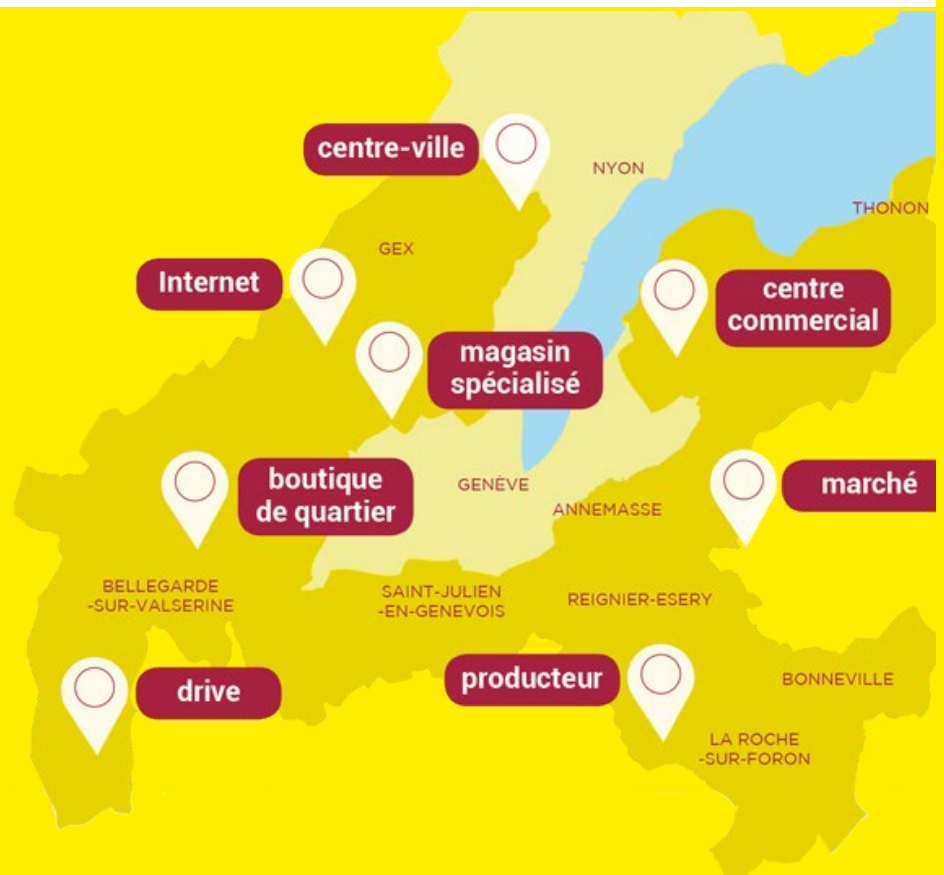 centre-ville
NYON
THONON
GEX
Internet
centre
commercial
magasin
spécialisé
boutique
de quartier
GENÈVE
marché
ANNEMASSE
BELLEGARDE
-SUR-VALSERINE
SAINT-JULIEN
-EN-GENEVOIS
REIGNIER-ESERY
drive
producteur
BONNEVILLE
LA ROCHE
-SUR-FORON